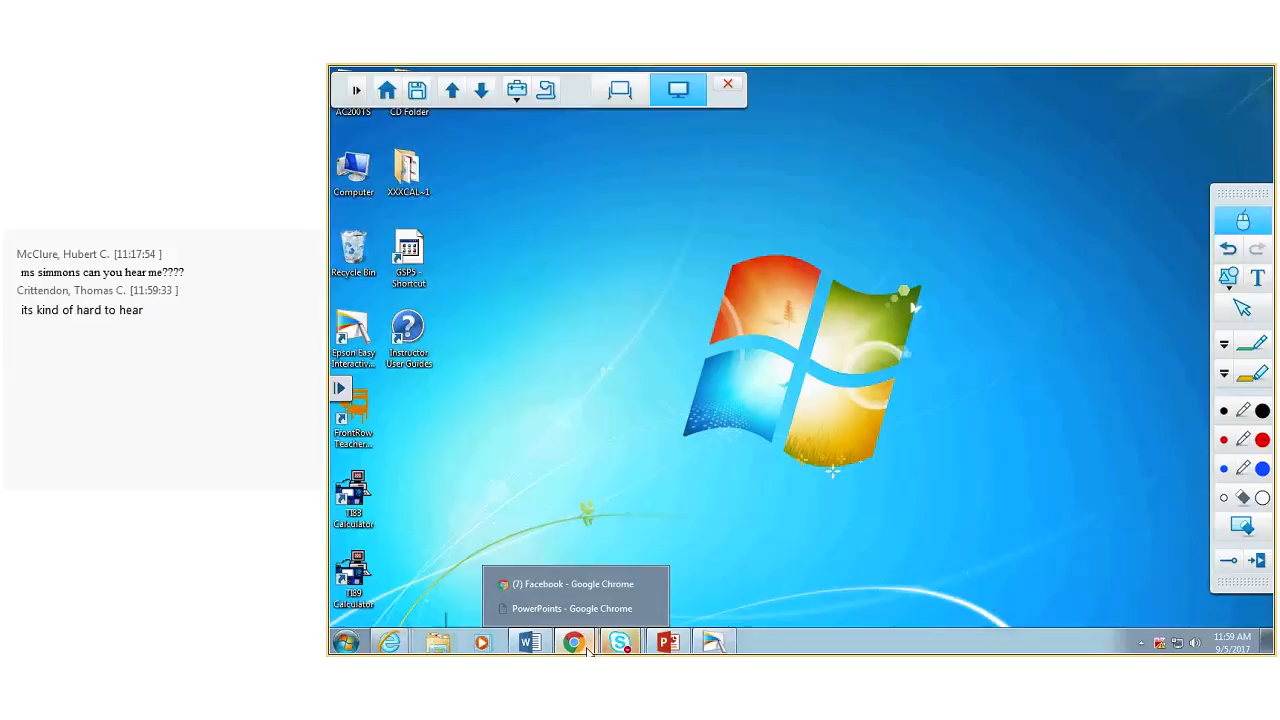 McClure, Hubert C. [11:17:54 ]
ms simmons can you hear me????
Crittendon, Thomas C. [11:59:33 ]
its kind of hard to hear
AC200TS
CD Folder
Computer
XXXCAL~1
Recycle Bin
GSP5 -
Shortcut
Epson Easy
Interactiv...
Instructor
User Guides
FrontRow
Teacher...
TI83
Calculator
TI89
Calculator
(7) Facebook - Google Chrome
PowerPoints - Google Chrome
T
11:59 AM
9/5/2017